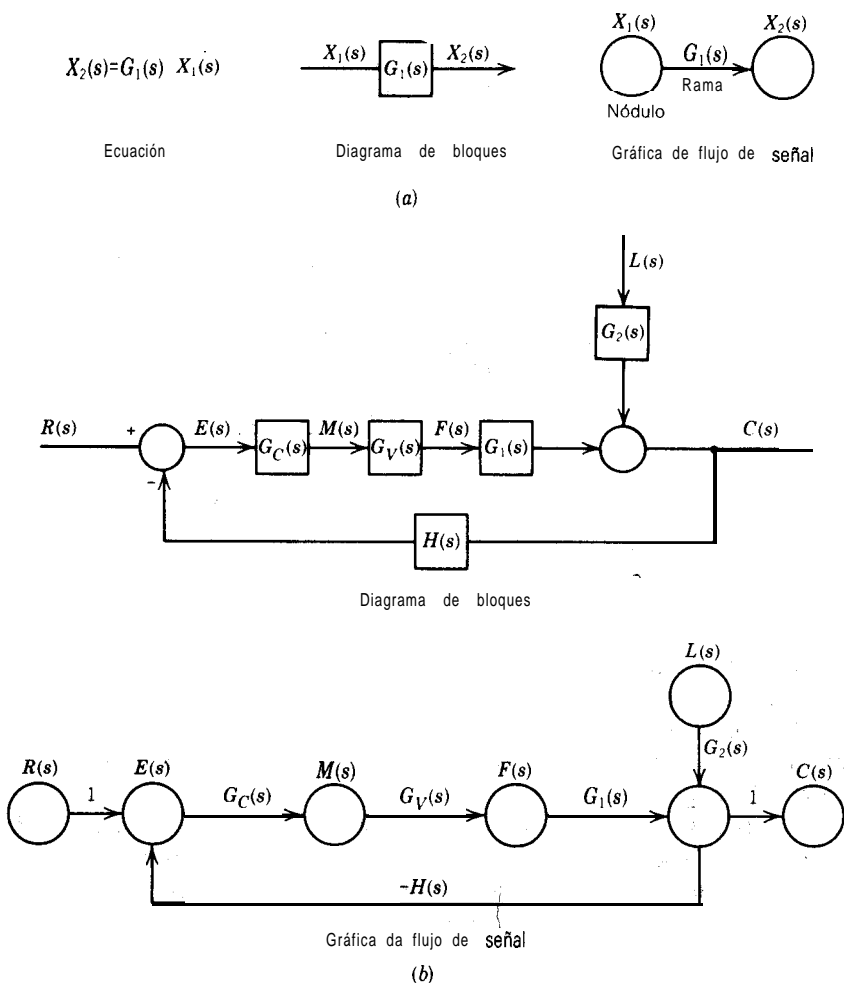 X₂(s)=G₁(s) X₁(s)
X₁(s) G₁(s) X₂(s)
X₁(s) G₁(s) X₂(s)
Rama
Nódulo
Ecuación
Diagrama de bloques
Gráfica de flujo de señal
(a)
L(s)
G₂(s)
R(s) + E(s) G_C(s) M(s) G_V(s) F(s) G₁(s) C(s)
-
H(s)
Diagrama de bloques
L(s)
G₂(s)
R(s) 1 E(s) G_C(s) M(s) G_V(s) F(s) G₁(s) 1 C(s)
-H(s)
Gráfica da flujo de señal
(b)